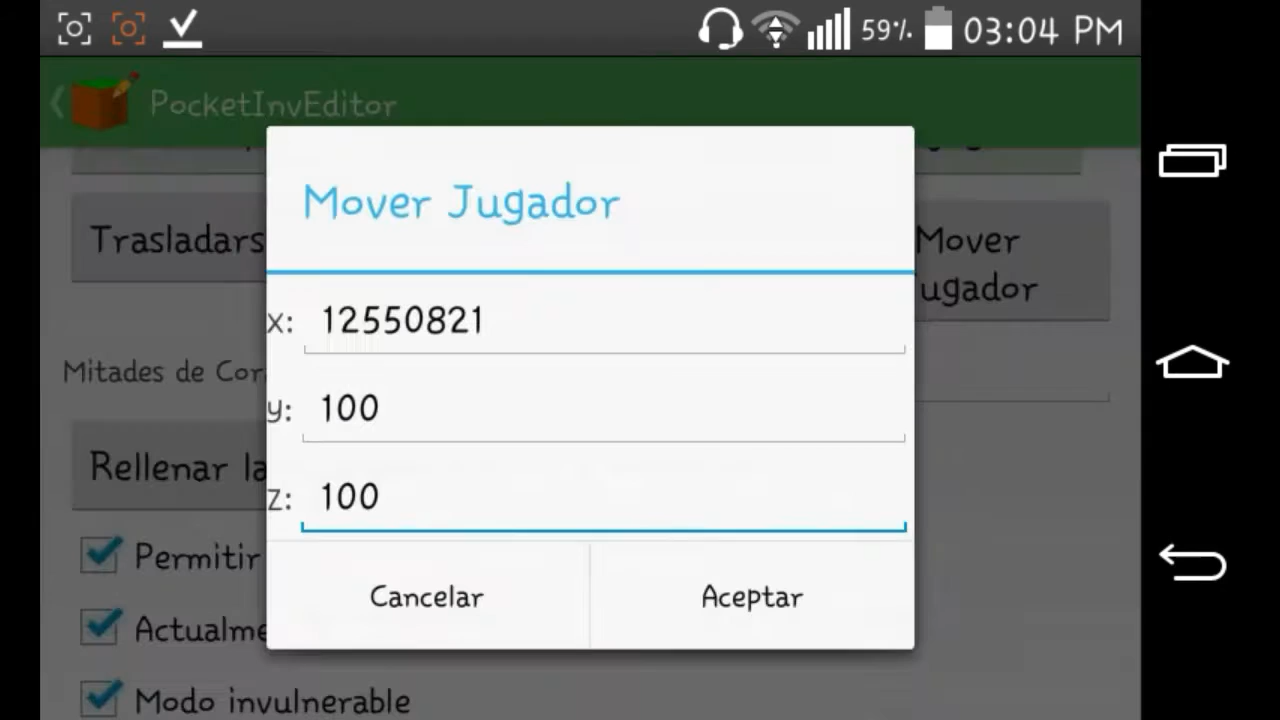 59% 03:04 PM
PocketInvEditor
Mover Jugador
Trasladars
Mover
ugador
x: 12550821
Mitades de Cor
y: 100
Rellenar la
z: 100
Permitir
Cancelar Aceptar
Actualme
Modo invulnerable